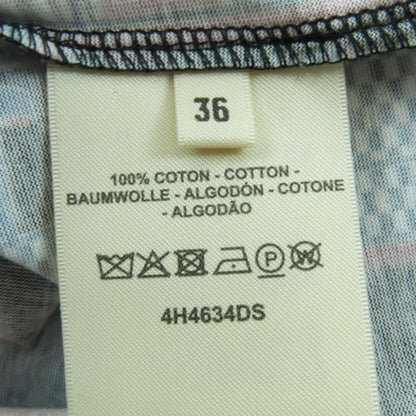 36
100% COTON - COTTON -
BAUMWOLLE - ALGODÓN - COTONE
- ALGODÃO
P W
4H4634DS